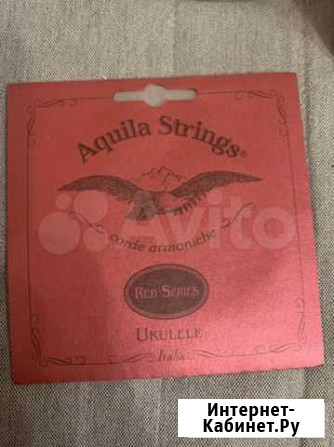 Aquila Strings®
corde armoniche
Avito
RED SERIES
UKULELE
Italia
Интернет-
Кабинет.Ру